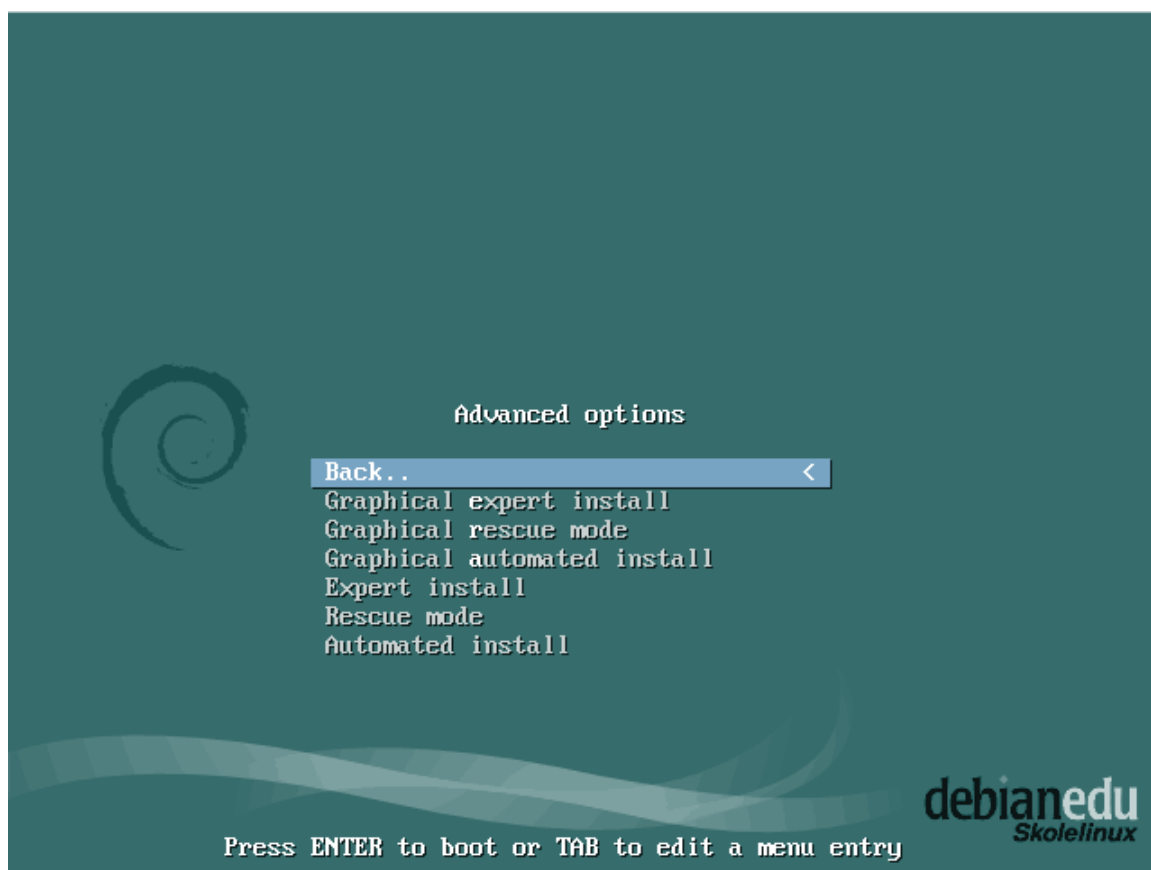 Advanced options
Back.. <
Graphical expert install
Graphical rescue mode
Graphical automated install
Expert install
Rescue mode
Automated install
debianedu
Skolelinux
Press ENTER to boot or TAB to edit a menu entry